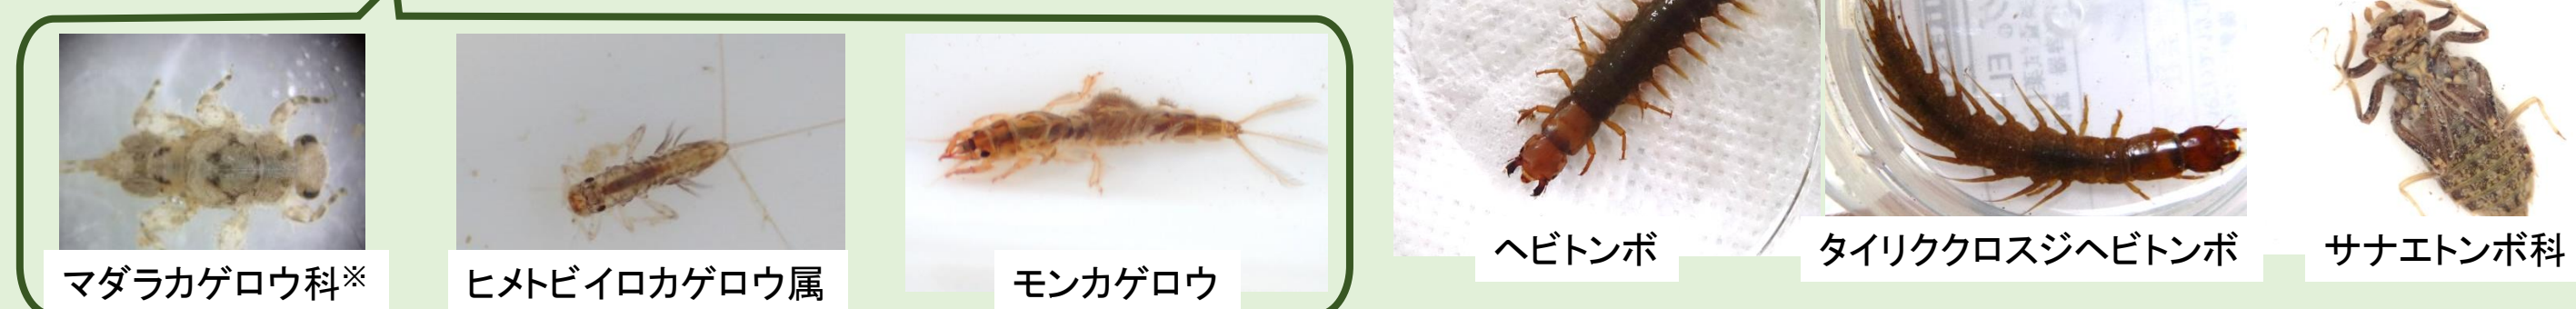 マダラカゲロウ科※
ヒメトビイロカゲロウ属
モンカゲロウ
ヘビトンボ
タイリククロスジヘビトンボ
サナエトンボ科